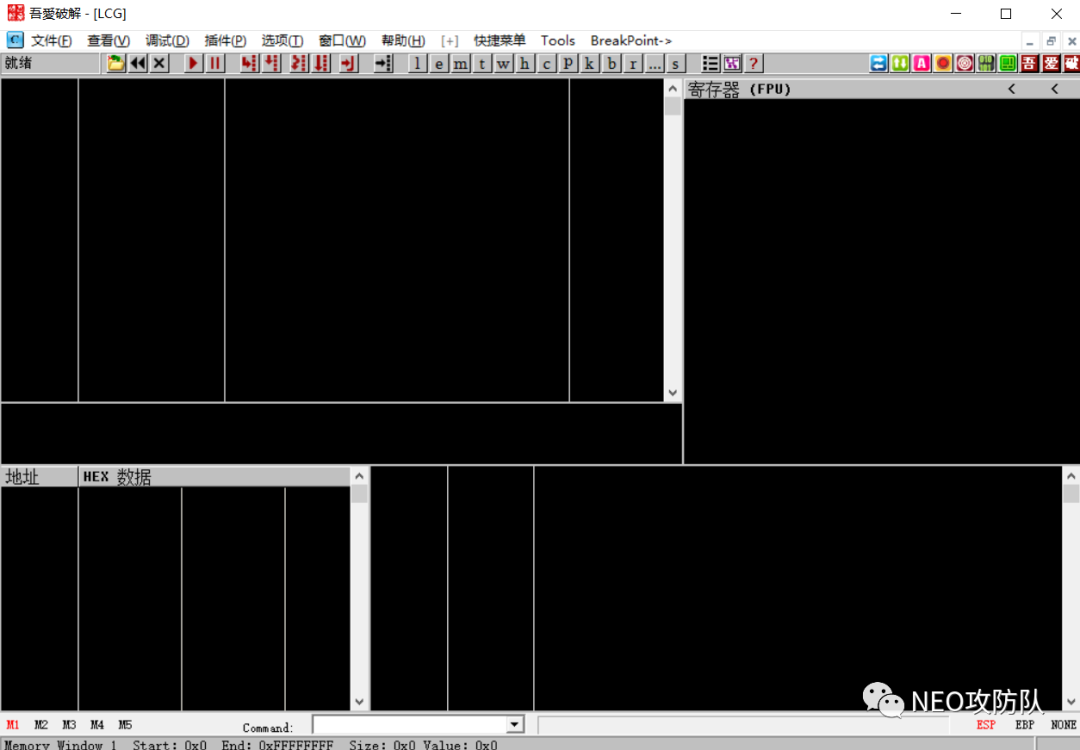 吾愛破解 - [LCG]
文件(F) 查看(V) 调试(D) 插件(P) 选项(T) 窗口(W) 帮助(H) [+] 快捷菜单 Tools BreakPoint->
就绪 l e m t w h c p k b r ... s ? A 吾 爱 破
寄存器 (FPU) < <
地址 HEX 数据
NEO攻防队
M1 M2 M3 M4 M5 Command: ESP EBP NONE
Memory Window 1 Start: 0x0 End: 0xFFFFFFFF Size: 0x0 Value: 0x0